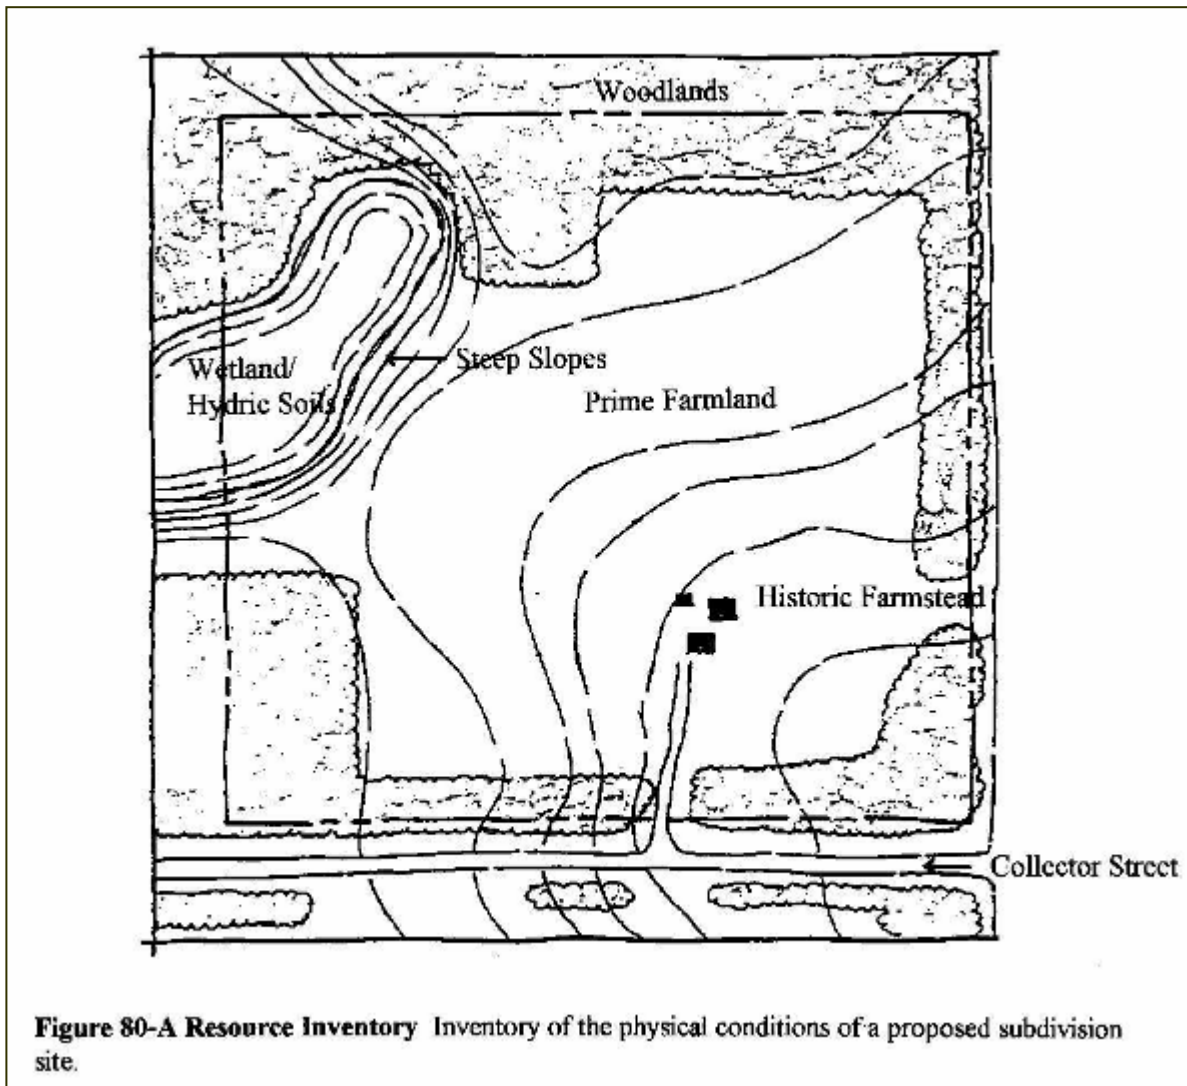 Woodlands
Wetland/
Hydric Soils
Steep Slopes
Prime Farmland
Historic Farmstead
Collector Street
Figure 80-A Resource Inventory Inventory of the physical conditions of a proposed subdivision
site.